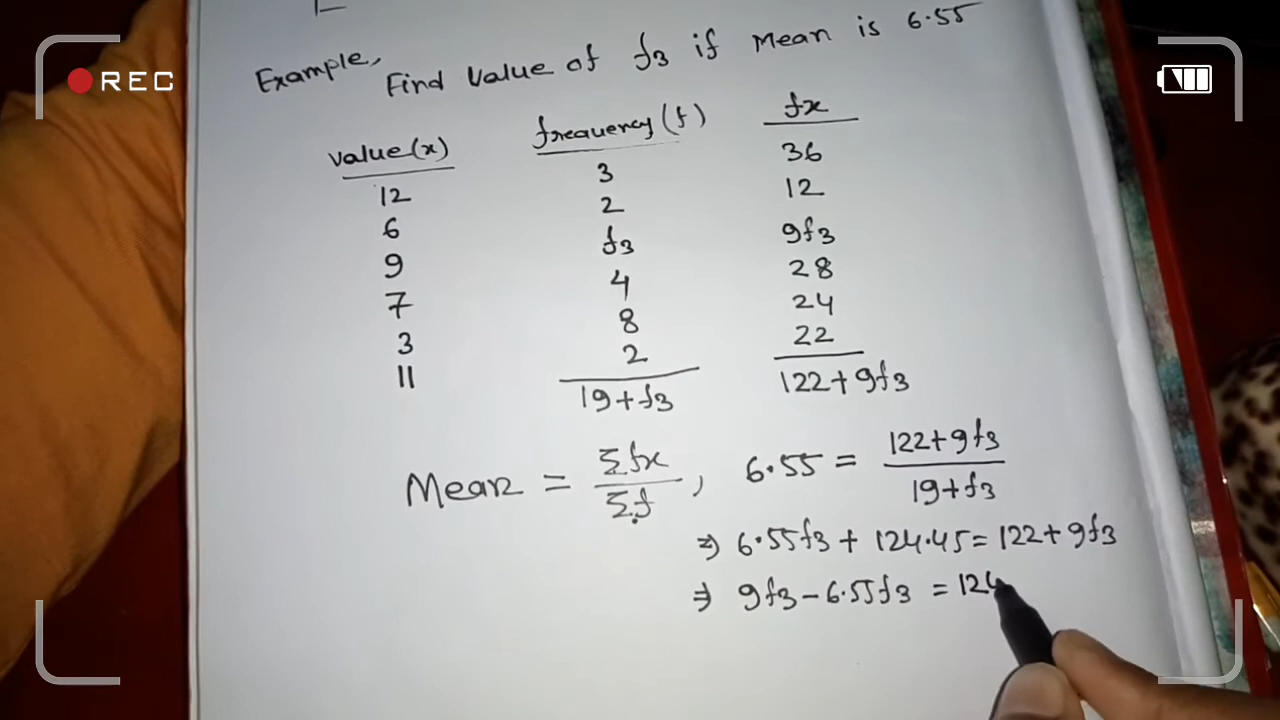 REC
Example, Find value of f3 if Mean is 6.55
value(x) frequency(f) fx
12 3 36
6 2 12
9 f3 9f3
7 4 28
3 8 24
11 2 22
19+f3 122+9f3
Mean = Σfx / Σf , 6.55 = 122+9f3 / 19+f3
⇒ 6.55f3 + 124.45 = 122+9f3
⇒ 9f3 - 6.55f3 = 124